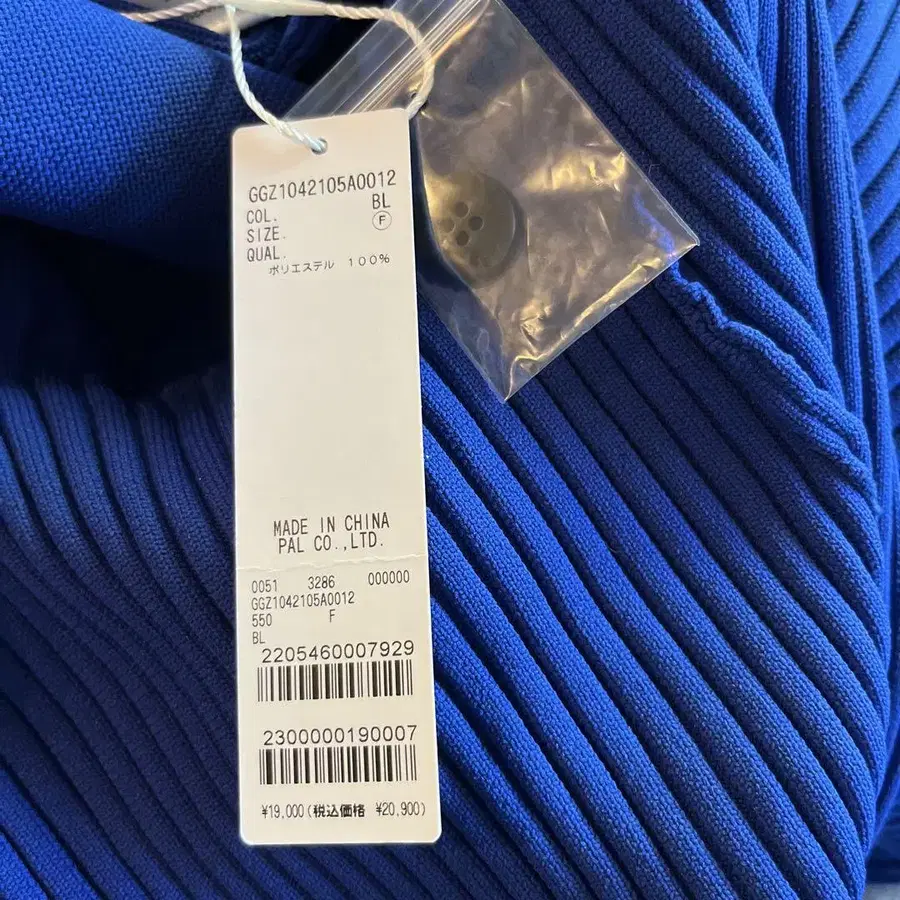 GGZ1042105A0012
COL. BL
SIZE. F
QUAL.
ポリエステル 100%
MADE IN CHINA
PAL CO.,LTD.
0051 3286 000000
GGZ1042105A0012
550 F
BL
2205460007929
2300000190007
¥19,000(税込価格 ¥20,900)